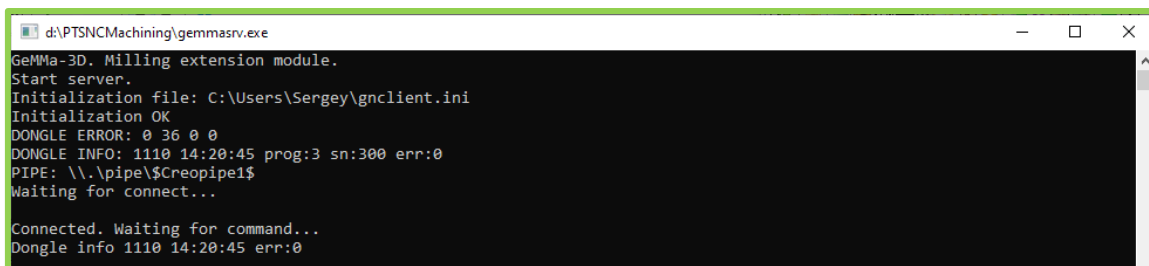 d:\PTSNCMachining\gemmasrv.exe
GeMMa-3D. Milling extension module.
Start server.
Initialization file: C:\Users\Sergey\gnclient.ini
Initialization OK
DONGLE ERROR: 0 36 0 0
DONGLE INFO: 1110 14:20:45 prog:3 sn:300 err:0
PIPE: \\.\pipe\$Creopipe1$
Waiting for connect...
Connected. Waiting for command...
Dongle info 1110 14:20:45 err:0